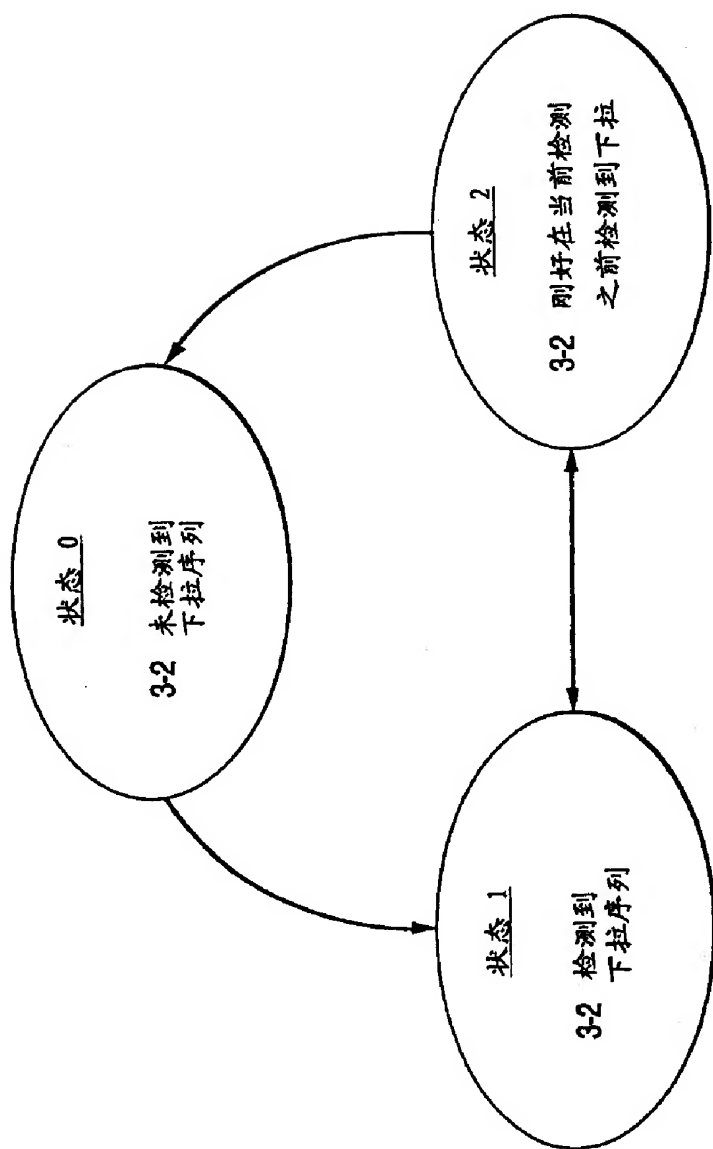 状态 0
3-2 未检测到
下拉序列
状态 1
3-2 检测到
下拉序列
状态 2
3-2 刚好在当前检测
之前检测到下拉